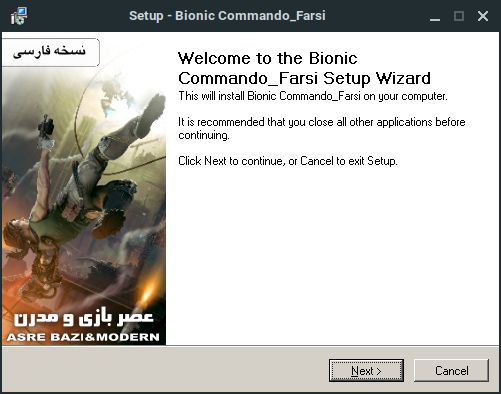 Setup - Bionic Commando_Farsi
نسخه فارسی
Welcome to the Bionic
Commando_Farsi Setup Wizard
This will install Bionic Commando_Farsi on your computer.
It is recommended that you close all other applications before
continuing.
Click Next to continue, or Cancel to exit Setup.
عصر بازی و مدرن
ASRE BAZI&MODERN
Next >
Cancel